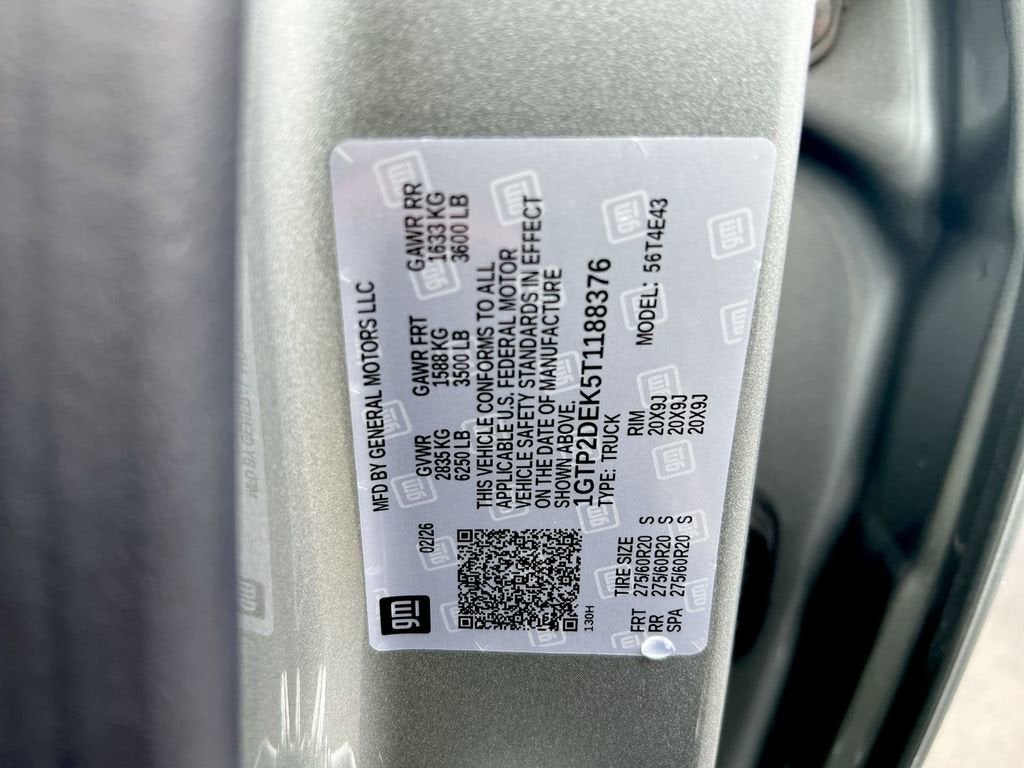 gm
02/26
MFD BY GENERAL MOTORS LLC
GVWR GAWR FRT GAWR RR
2835 KG 1588 KG 1633 KG
6250 LB 3500 LB 3600 LB
THIS VEHICLE CONFORMS TO ALL
APPLICABLE U.S. FEDERAL MOTOR
VEHICLE SAFETY STANDARDS IN EFFECT
ON THE DATE OF MANUFACTURE
SHOWN ABOVE.
1GTP2DEK5T1188376
TYPE: TRUCK
MODEL: 56T4E43
130H
TIRE SIZE RIM
FRT 275/60R20 S 20X9J
RR 275/60R20 S 20X9J
SPA 275/60R20 S 20X9J